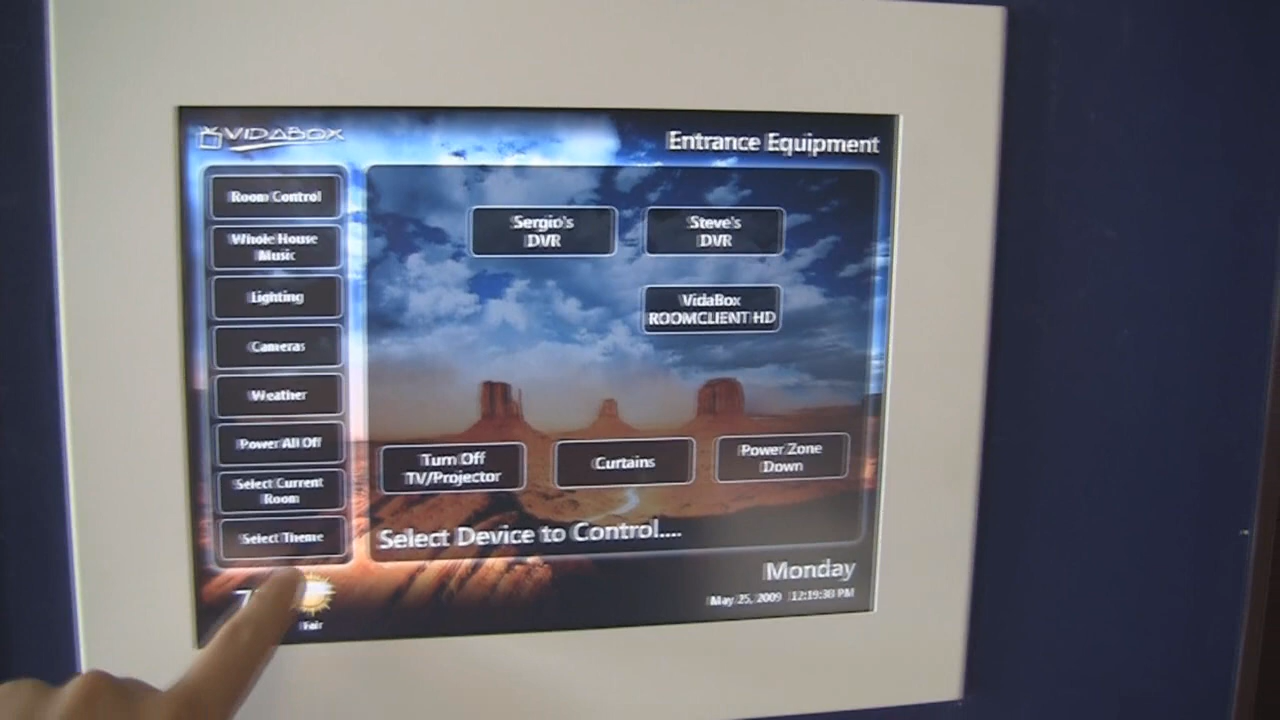 VIDABOX
Entrance Equipment
Room Control
Whole House
Music
Lighting
Cameras
Weather
Power All Off
Select Current
Room
Select Theme
Sergio's
DVR
Steve's
DVR
VidaBox
ROOMCLIENT HD
Turn Off
TV/Projector
Curtains
Power Zone
Down
Select Device to Control....
Fair
Monday
May 25, 2009 12:19:38 PM